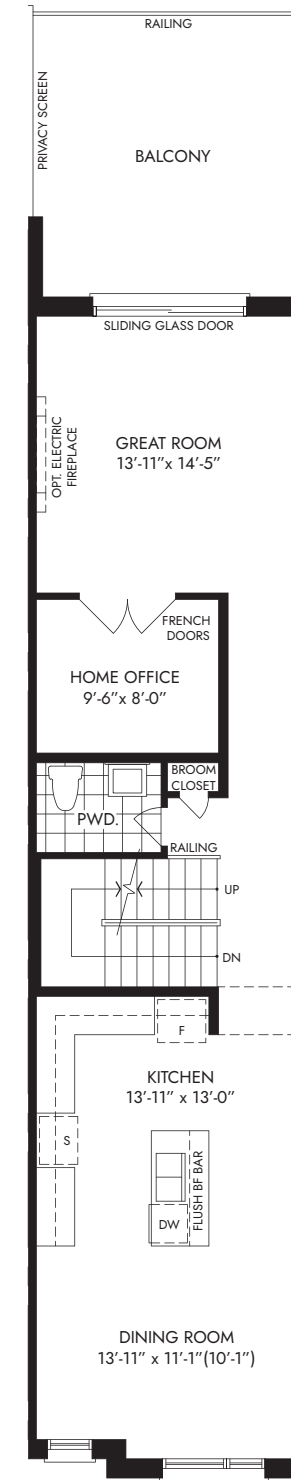 RAILING
PRIVACY SCREEN
BALCONY
SLIDING GLASS DOOR
GREAT ROOM
13'-11"x 14'-5"
OPT. ELECTRIC
FIREPLACE
FRENCH
DOORS
HOME OFFICE
9'-6"x 8'-0"
BROOM
CLOSET
PWD.
RAILING
UP
DN
F
KITCHEN
13'-11" x 13'-0"
S
FLUSH BF BAR
DW
DINING ROOM
13'-11" x 11'-1"(10'-1")